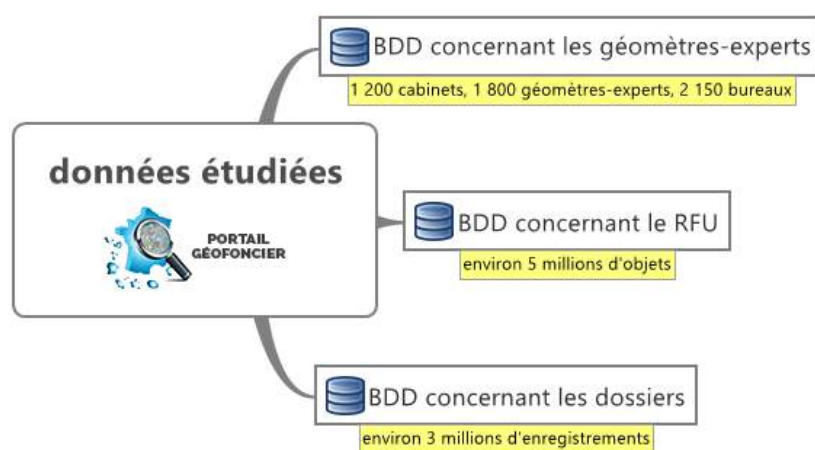 BDD concernant les géomètres-experts
1 200 cabinets, 1 800 géomètres-experts, 2 150 bureaux
données étudiées
PORTAIL
GÉOFONCIER
BDD concernant le RFU
environ 5 millions d'objets
BDD concernant les dossiers
environ 3 millions d'enregistrements